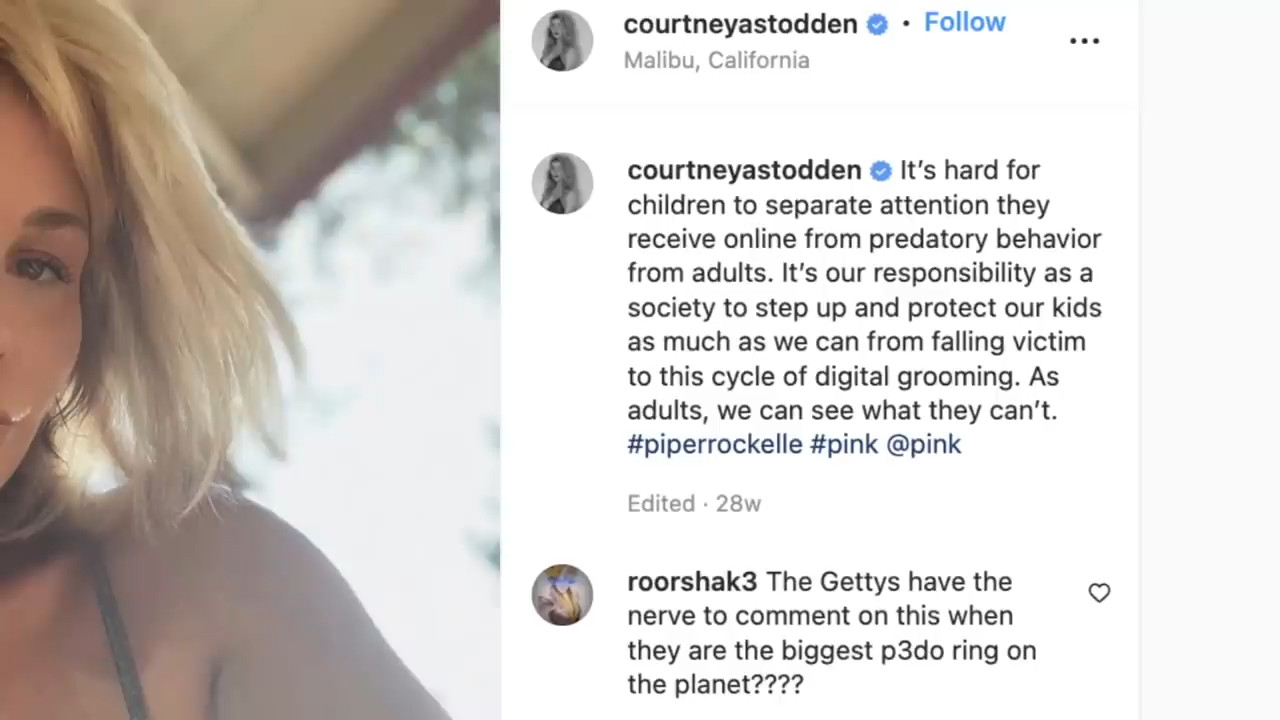 courtneyastodden • Follow
Malibu, California
courtneyastodden It’s hard for
children to separate attention they
receive online from predatory behavior
from adults. It’s our responsibility as a
society to step up and protect our kids
as much as we can from falling victim
to this cycle of digital grooming. As
adults, we can see what they can’t.
#piperrockelle #pink @pink
Edited · 28w
roorshak3 The Gettys have the
nerve to comment on this when
they are the biggest p3do ring on
the planet????